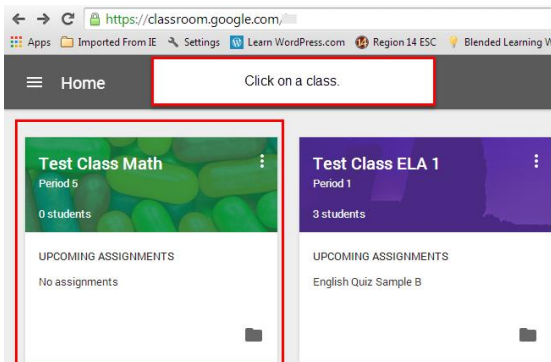 https://classroom.google.com/
Apps Imported From IE Settings Learn WordPress.com Region 14 ESC Blended Learning W
Home
Click on a class.
Test Class Math
Period 5
0 students
UPCOMING ASSIGNMENTS
No assignments
Test Class ELA 1
Period 1
3 students
UPCOMING ASSIGNMENTS
English Quiz Sample B